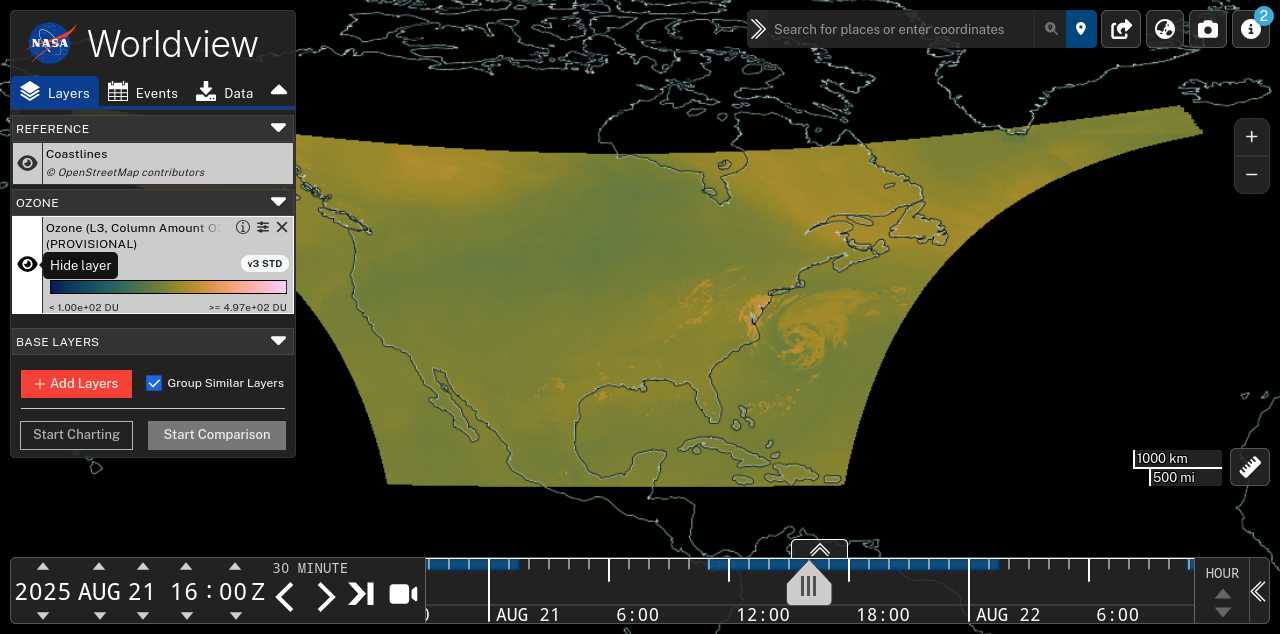 NASA Worldview
Search for places or enter coordinates
2
Layers Events Data
REFERENCE
Coastlines
© OpenStreetMap contributors
OZONE
Ozone (L3, Column Amount
(PROVISIONAL)
v3 STD
Hide layer
< 1.00e+02 DU >= 4.97e+02 DU
BASE LAYERS
+ Add Layers Group Similar Layers
Start Charting Start Comparison
+
−
1000 km
500 mi
2025 AUG 21 16 : 00 Z
30 MINUTE
AUG 21 6:00 12:00 18:00 AUG 22 6:00
HOUR